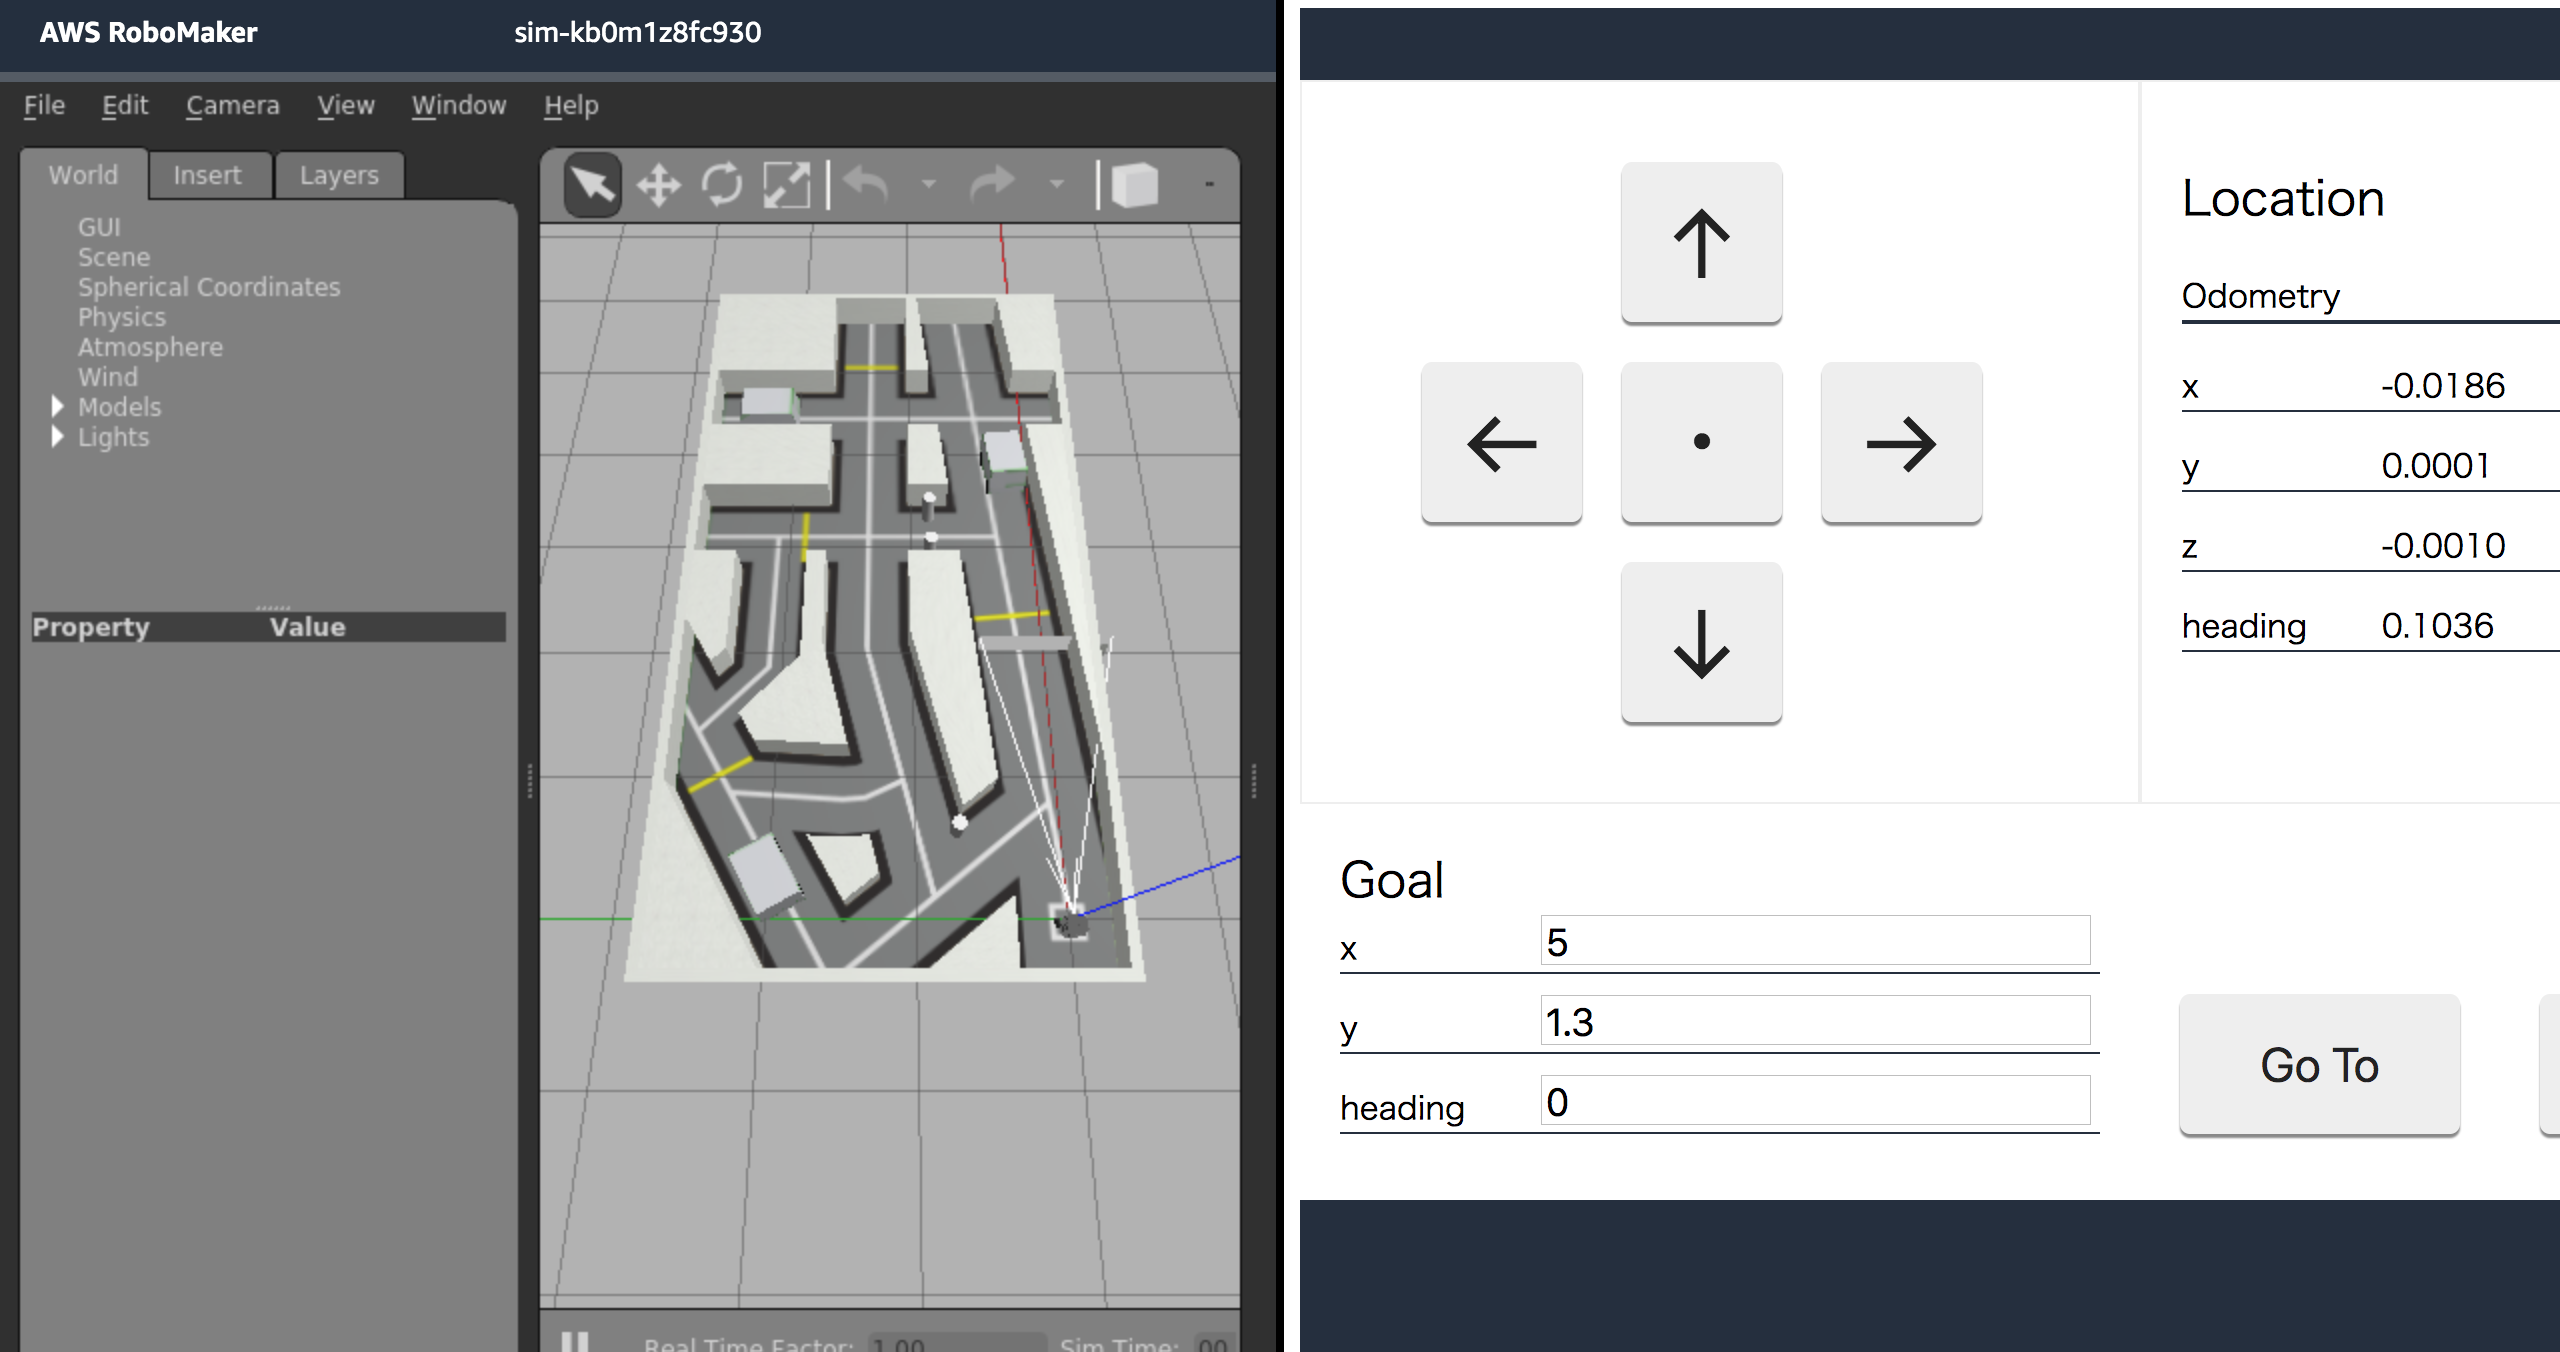 AWS RoboMaker
sim-kb0m1z8fc930
File Edit Camera View Window Help
World Insert Layers
GUI
Scene
Spherical Coordinates
Physics
Atmosphere
Wind
Models
Lights
Property Value
Real Time Factor: 1.00 Sim Time: 00
Location
Odometry
x -0.0186
y 0.0001
z -0.0010
heading 0.1036
Goal
x 5
y 1.3
heading 0
Go To